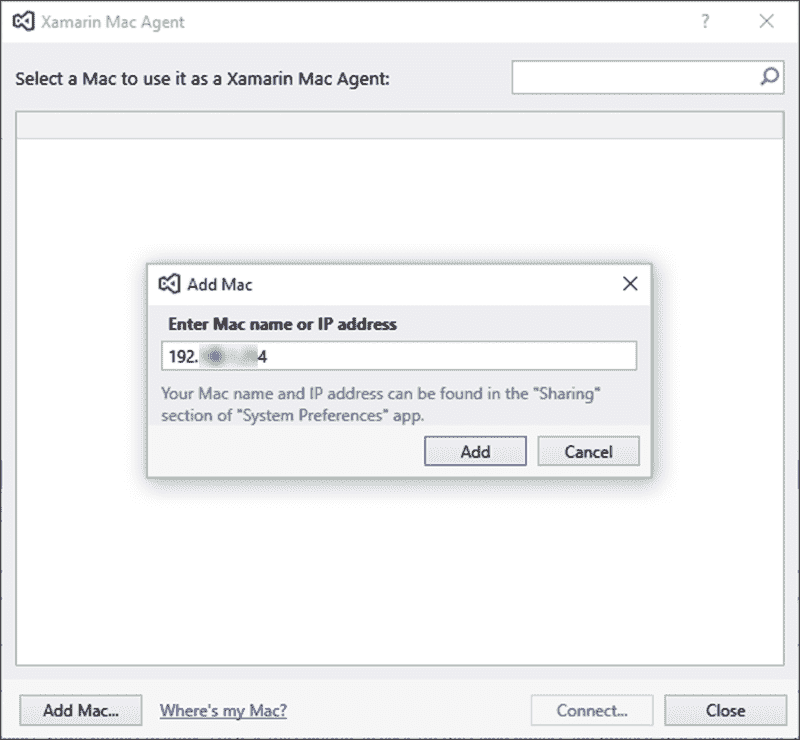 Xamarin Mac Agent
Select a Mac to use it as a Xamarin Mac Agent:
Add Mac
Enter Mac name or IP address
192. 4
Your Mac name and IP address can be found in the "Sharing"
section of "System Preferences" app.
Add Cancel
Add Mac... Where's my Mac? Connect... Close